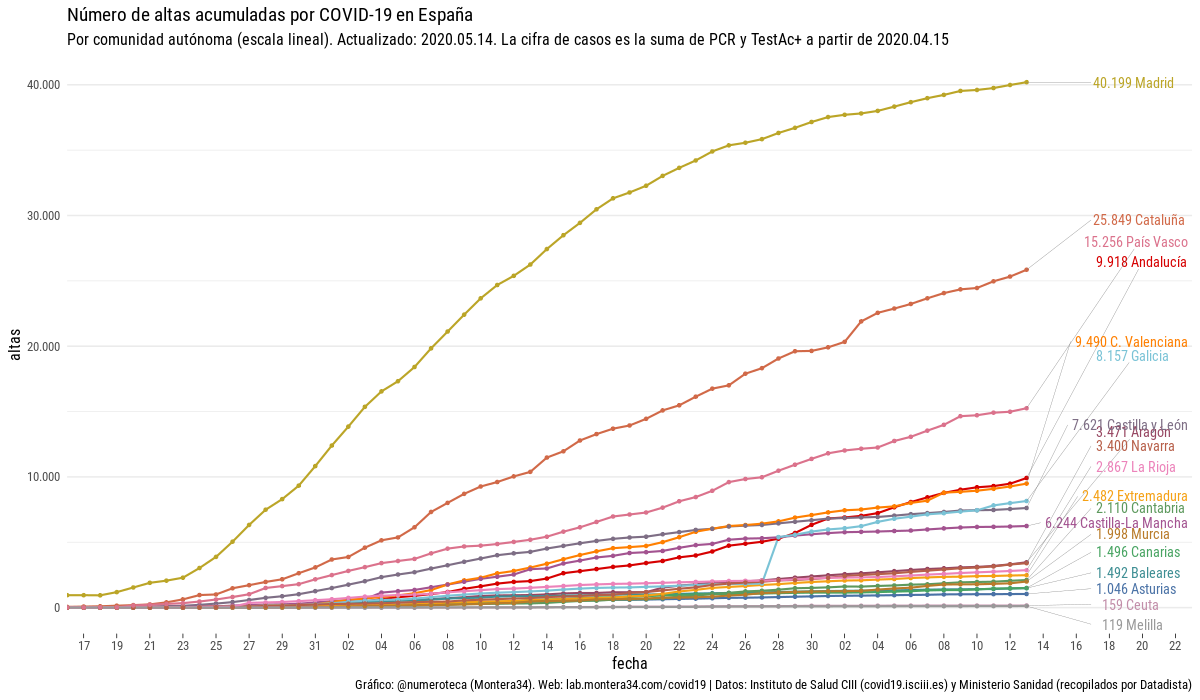 Número de altas acumuladas por COVID-19 en España
Por comunidad autónoma (escala lineal). Actualizado: 2020.05.14. La cifra de casos es la suma de PCR y TestAc+ a partir de 2020.04.15
40.000
30.000
20.000
10.000
0
altas
40.199 Madrid
25.849 Cataluña
15.256 País Vasco
9.918 Andalucía
9.490 C. Valenciana
8.157 Galicia
7.621 Castilla y León
3.471 Aragón
3.400 Navarra
2.867 La Rioja
2.482 Extremadura
2.110 Cantabria
6.244 Castilla-La Mancha
1.998 Murcia
1.496 Canarias
1.492 Baleares
1.046 Asturias
159 Ceuta
119 Melilla
17 19 21 23 25 27 29 31 02 04 06 08 10 12 14 16 18 20 22 24 26 28 30 02 04 06 08 10 12 14 16 18 20 22
fecha
Gráfico: @numeroteca (Montera34). Web: lab.montera34.com/covid19 | Datos: Instituto de Salud CIII (covid19.isciii.es) y Ministerio Sanidad (recopilados por Datadista)